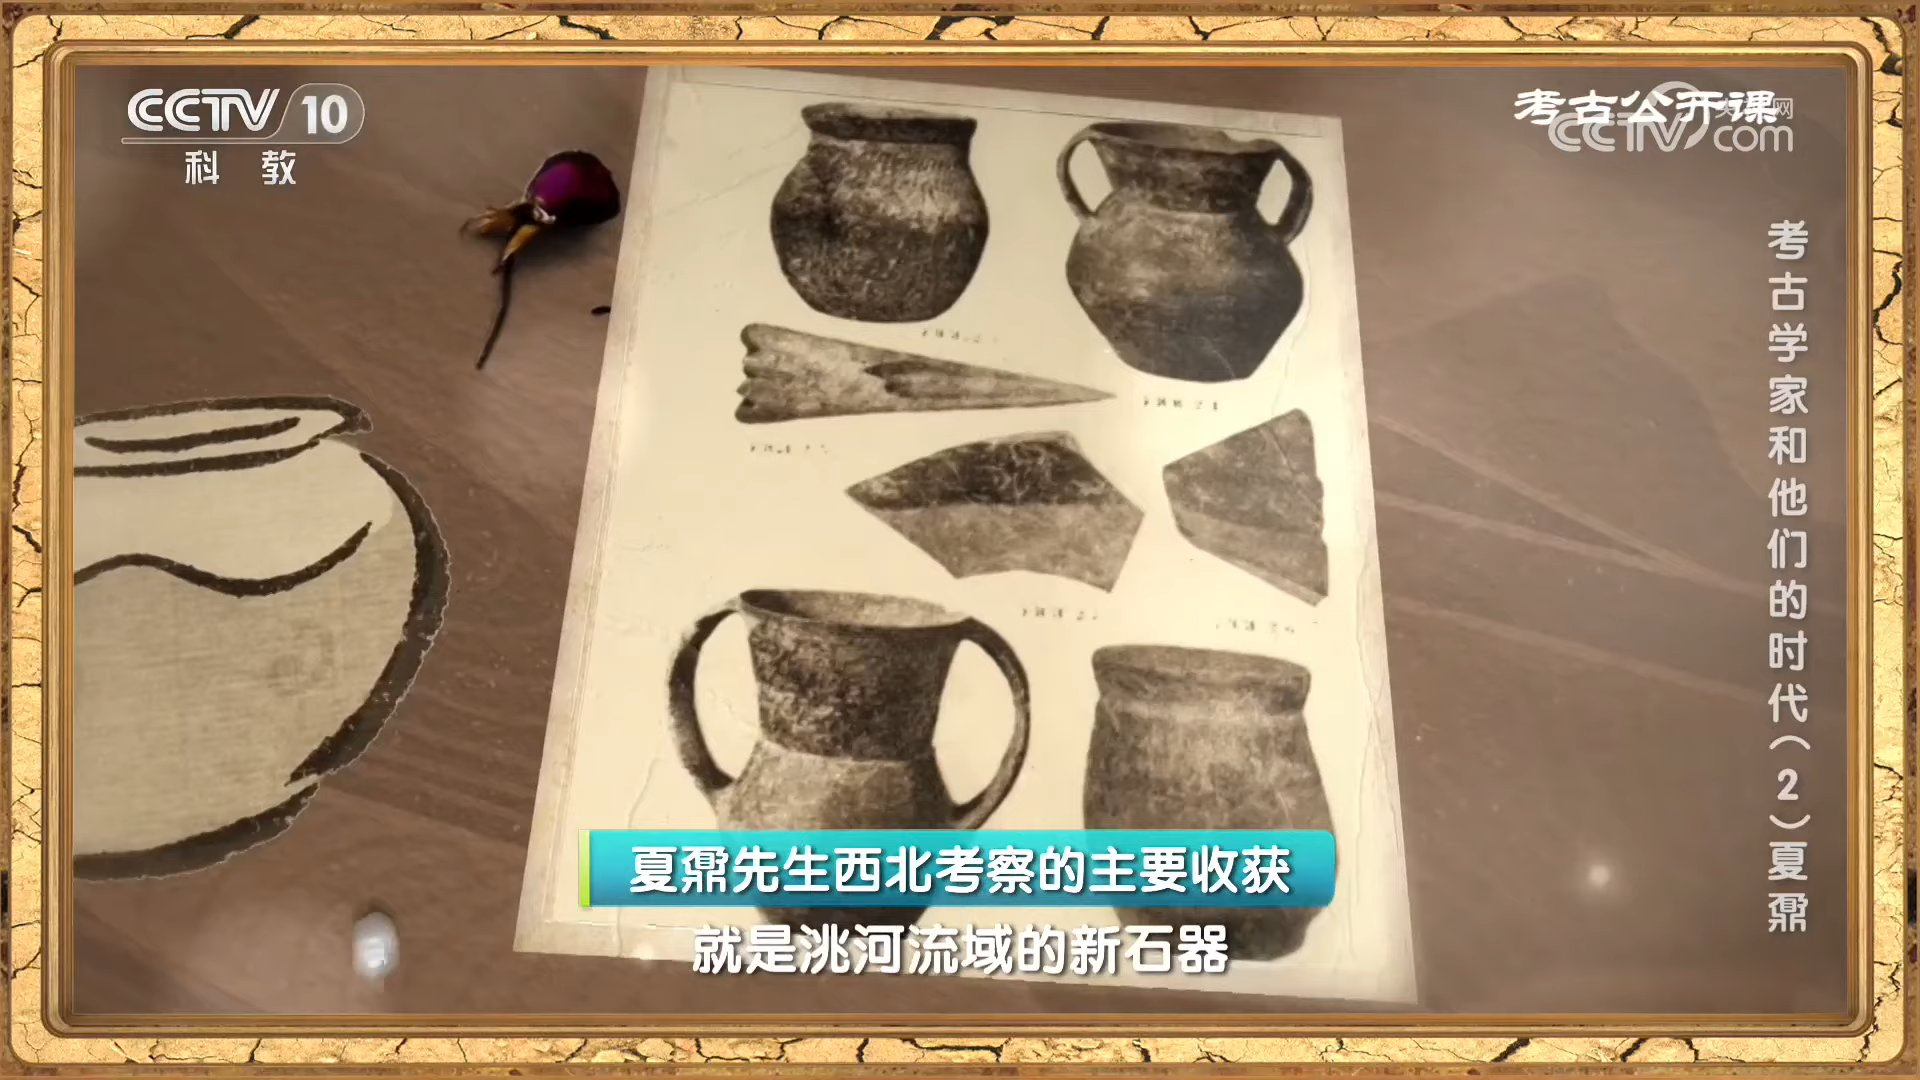 CCTV 10
科 教
考古公开课
CCTV.com
考古学家和他们的时代(2)夏鼐
夏鼐先生西北考察的主要收获
就是洮河流域的新石器